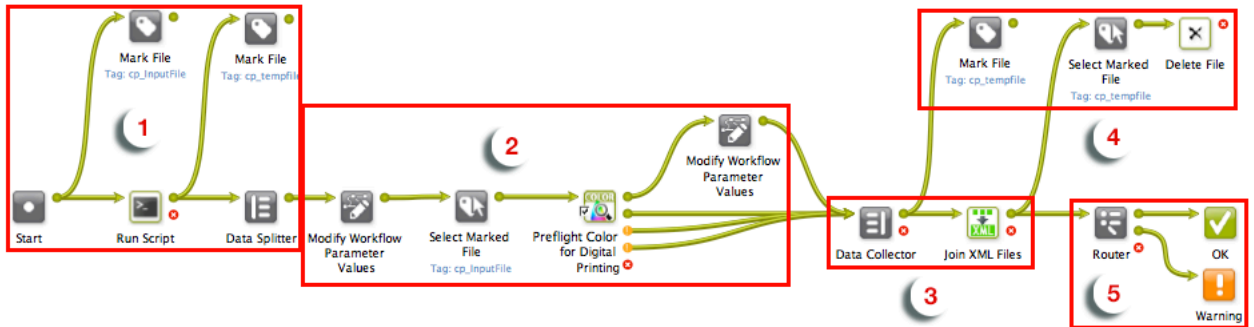 Mark File
Tag: cp_InputFile
Mark File
Tag: cp_tempfile
1
Start
Run Script
Data Splitter
2
Modify Workflow
Parameter
Values
Select Marked
File
Tag: cp_InputFile
COLOR
Preflight Color
for Digital
Printing
Modify Workflow
Parameter
Values
Data Collector
XML
Join XML Files
3
Mark File
Tag: cp_tempfile
Select Marked
File
Tag: cp_tempfile
Delete File
4
Router
OK
Warning
5